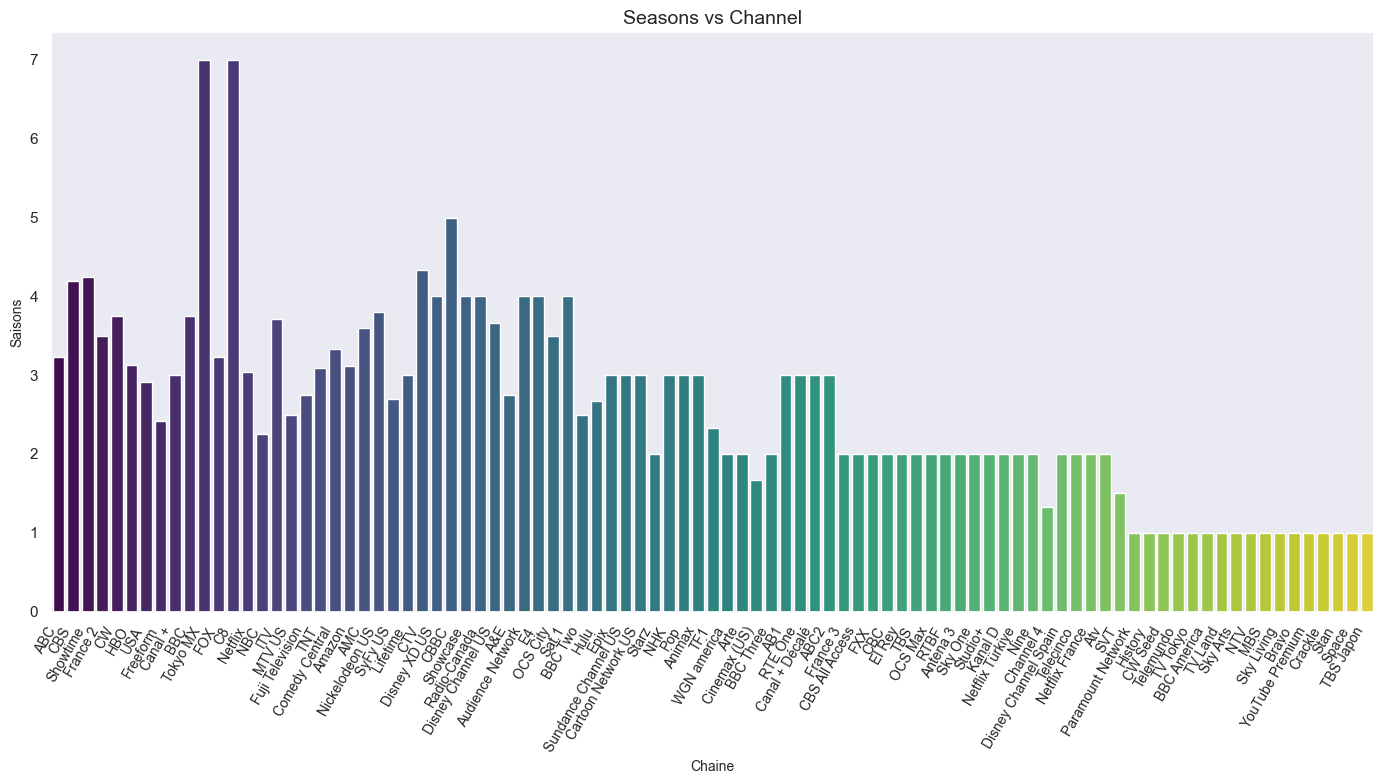 Seasons vs Channel
Saisons
7
6
5
4
3
2
1
0
ABC
CBS
Showtime
France 2
CW
HBO
USA
Freeform
Canal +
BBC
Tokyo MX
FOX
C8
Netflix
NBC
ITV
MTV US
Fuji Television
TNT
Comedy Central
Amazon
AMC
Nickelodeon US
SyFy US
Lifetime
CTV
Disney XD US
CBBC
Showcase
Radio-Canada
Disney Channel US
A&E
Audience Network
E4
OCS City
Sat 1
BBC Two
Hulu
Epix
Sundance Channel US
Cartoon Network US
Starz
NHK
Pop
Animax
TF1
WGN america
Arte
Cinemax (US)
BBC Three
AB1
RTE One
Canal + Decalé
ABC2
France 3
CBS All Access
FXX
CBC
El Rey
TBS
OCS Max
RTBF
Antena 3
Sky One
Studio+
Kanal D
Netflix Turkiye
Nine
Channel 4
Disney Channel Spain
Telecinco
Netflix France
Atv
SVT
Paramount Network
History
CW Seed
Telemundo
TV Tokyo
BBC America
TV Land
Sky Arts
NTV
MBS
Sky Living
Bravo
YouTube Premium
Crackle
Stan
Space
TBS Japon
Chaine